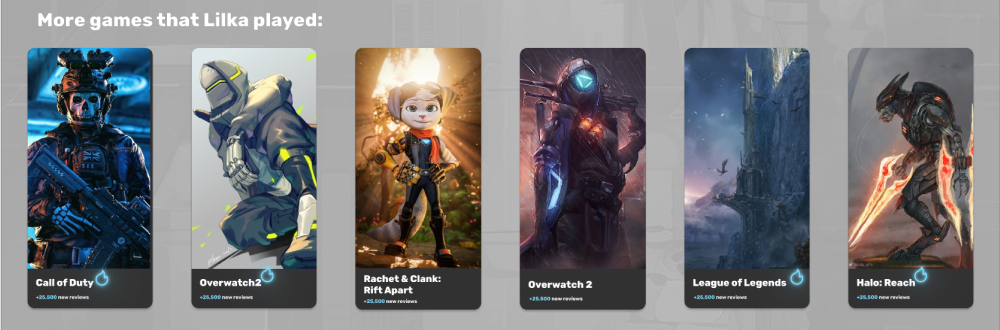 More games that Lilka played:
Call of Duty
+25,500 new reviews
Overwatch2
+25,500 new reviews
Rachet & Clank:
Rift Apart
+25,500 new reviews
Overwatch 2
+25,500 new reviews
League of Legends
+25,500 new reviews
Halo: Reach
+25,500 new reviews